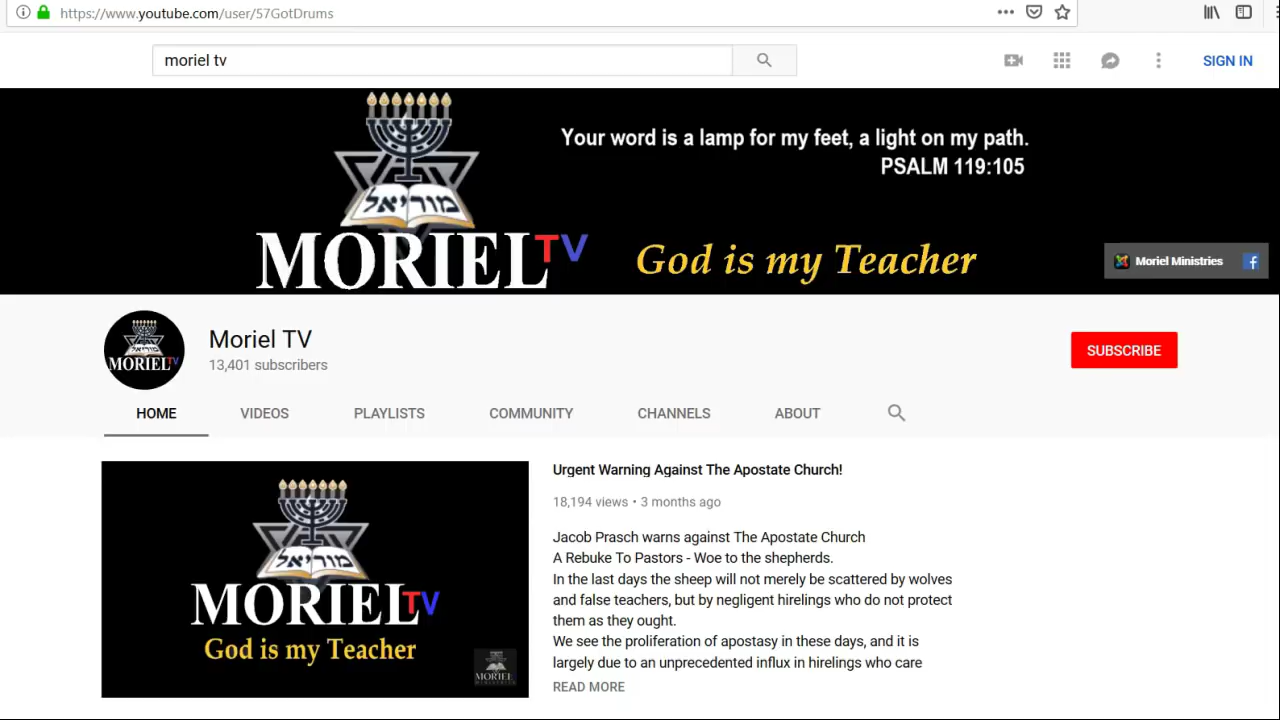 https://www.youtube.com/user/57GotDrums
moriel tv
SIGN IN
Your word is a lamp for my feet, a light on my path.
PSALM 119:105
מוריאל
MORIEL TV
God is my Teacher
Moriel Ministries
MORIEL TV
Moriel TV
13,401 subscribers
SUBSCRIBE
HOME VIDEOS PLAYLISTS COMMUNITY CHANNELS ABOUT
מוריאל
MORIEL TV
God is my Teacher
MORIEL
Urgent Warning Against The Apostate Church!
18,194 views • 3 months ago
Jacob Prasch warns against The Apostate Church
A Rebuke To Pastors - Woe to the shepherds.
In the last days the sheep will not merely be scattered by wolves
and false teachers, but by negligent hirelings who do not protect
them as they ought.
We see the proliferation of apostasy in these days, and it is
largely due to an unprecedented influx in hirelings who care
READ MORE